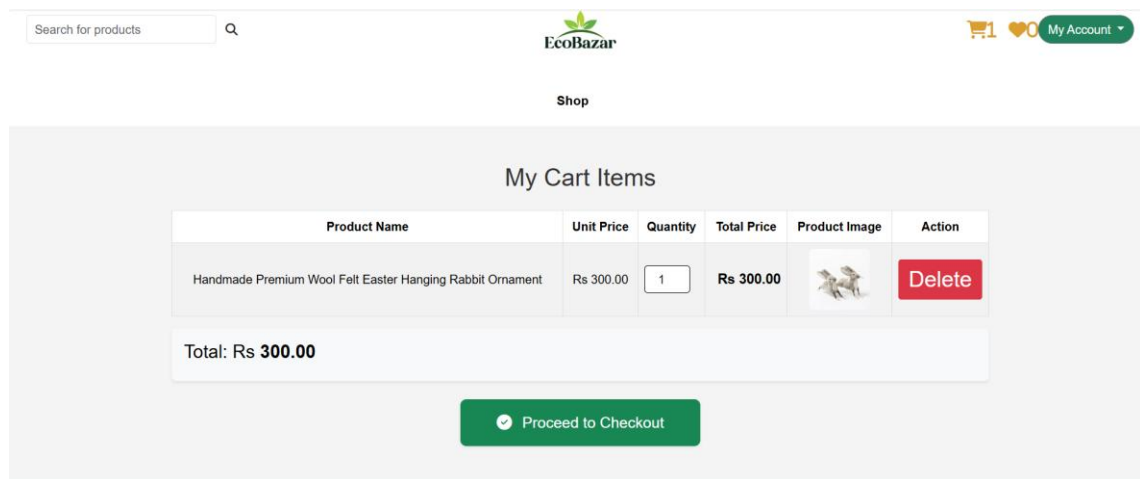 Search for products
EcoBazar
1
0
My Account
Shop
My Cart Items
Product Name Unit Price Quantity Total Price Product Image Action
Handmade Premium Wool Felt Easter Hanging Rabbit Ornament Rs 300.00 1 Rs 300.00 Delete
Total: Rs 300.00
Proceed to Checkout